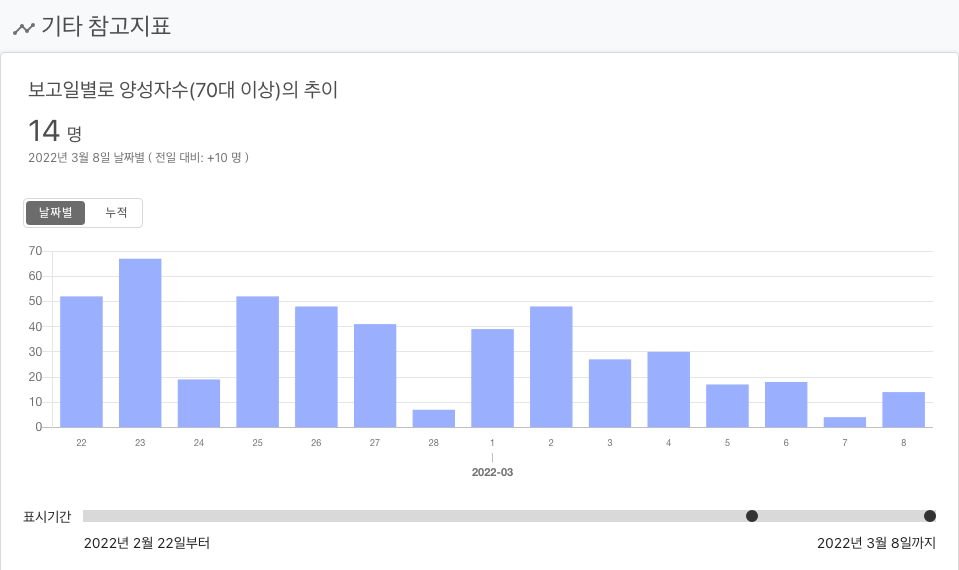 기타 참고지표
보고일별로 양성자수(70대 이상)의 추이
14 명
2022년 3월 8일 날짜별 ( 전일 대비: +10 명 )
날짜별 누적
70
60
50
40
30
20
10
0
22 23 24 25 26 27 28 1 2 3 4 5 6 7 8
2022-03
표시기간
2022년 2월 22일부터 2022년 3월 8일까지